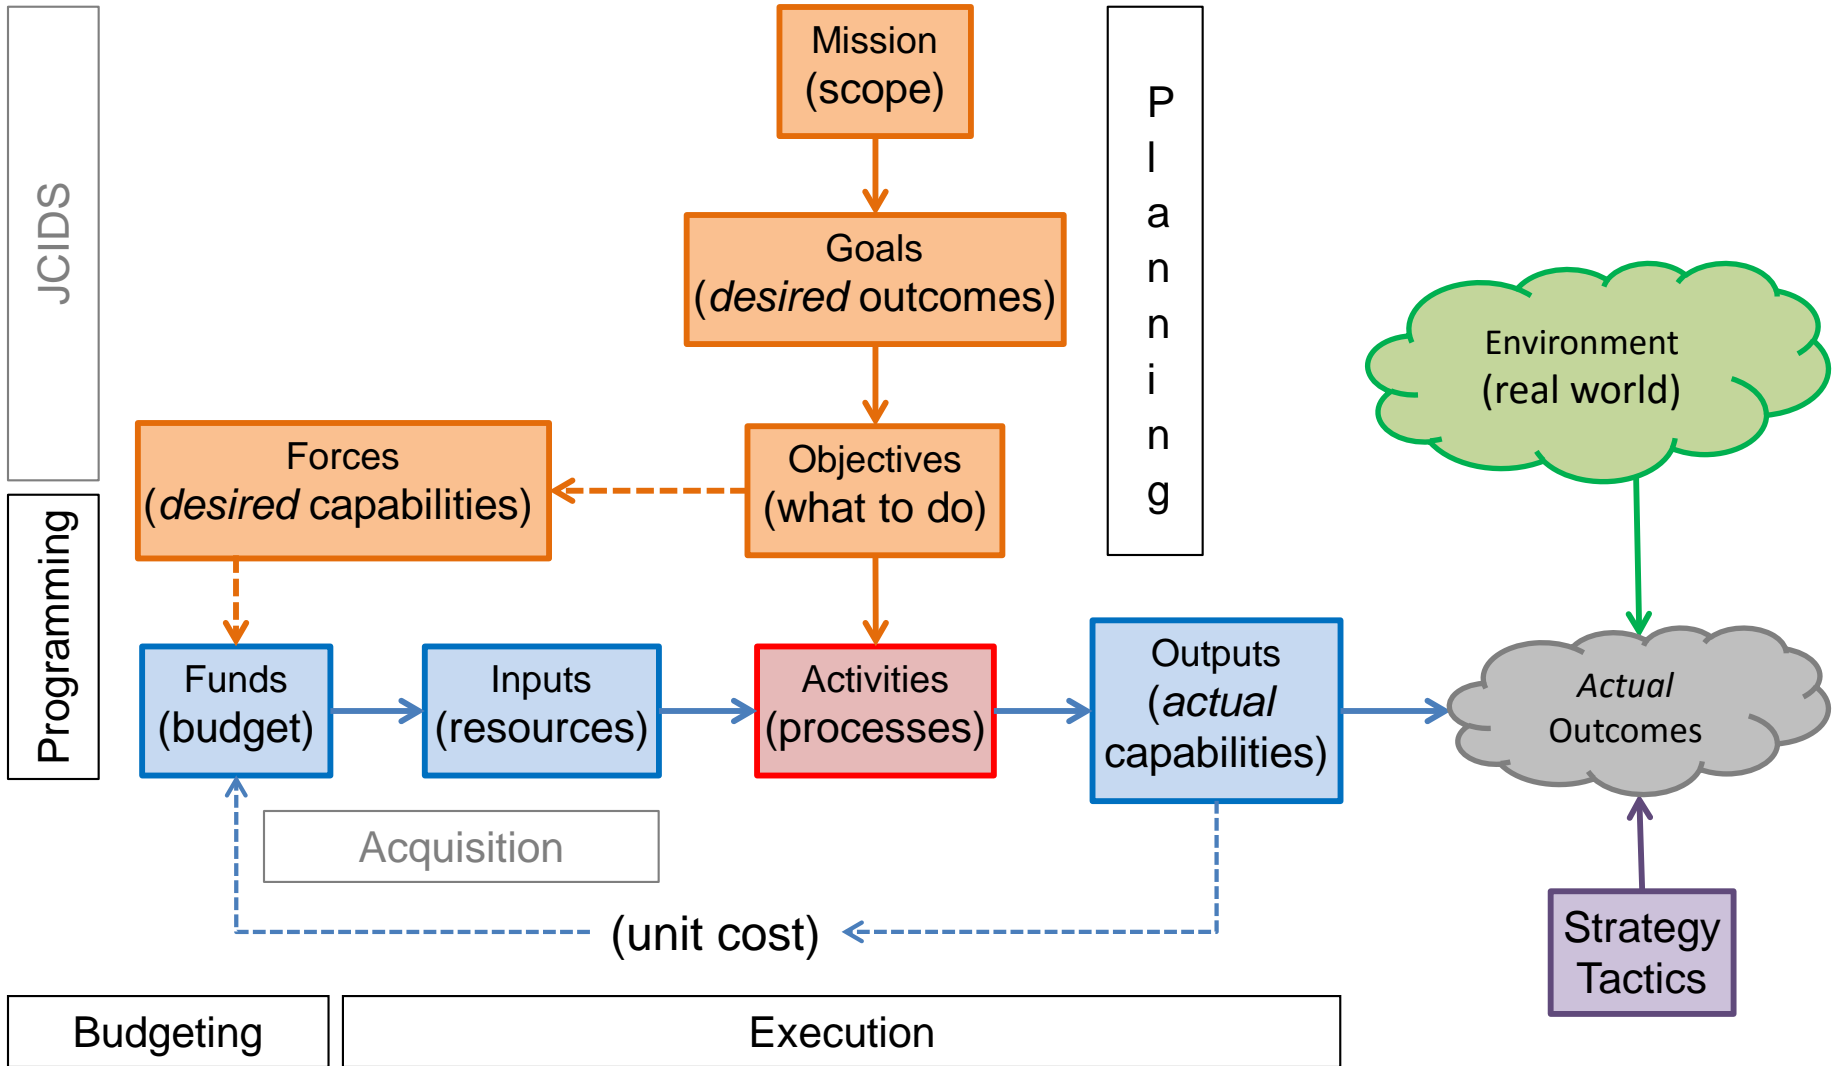 JCIDS
Mission
(scope)
Planning
Goals
(desired outcomes)
Environment
(real world)
Forces
(desired capabilities)
Objectives
(what to do)
Programming
Funds
(budget)
Inputs
(resources)
Activities
(processes)
Outputs
(actual
capabilities)
Actual
Outcomes
Acquisition
(unit cost)
Strategy
Tactics
Budgeting
Execution